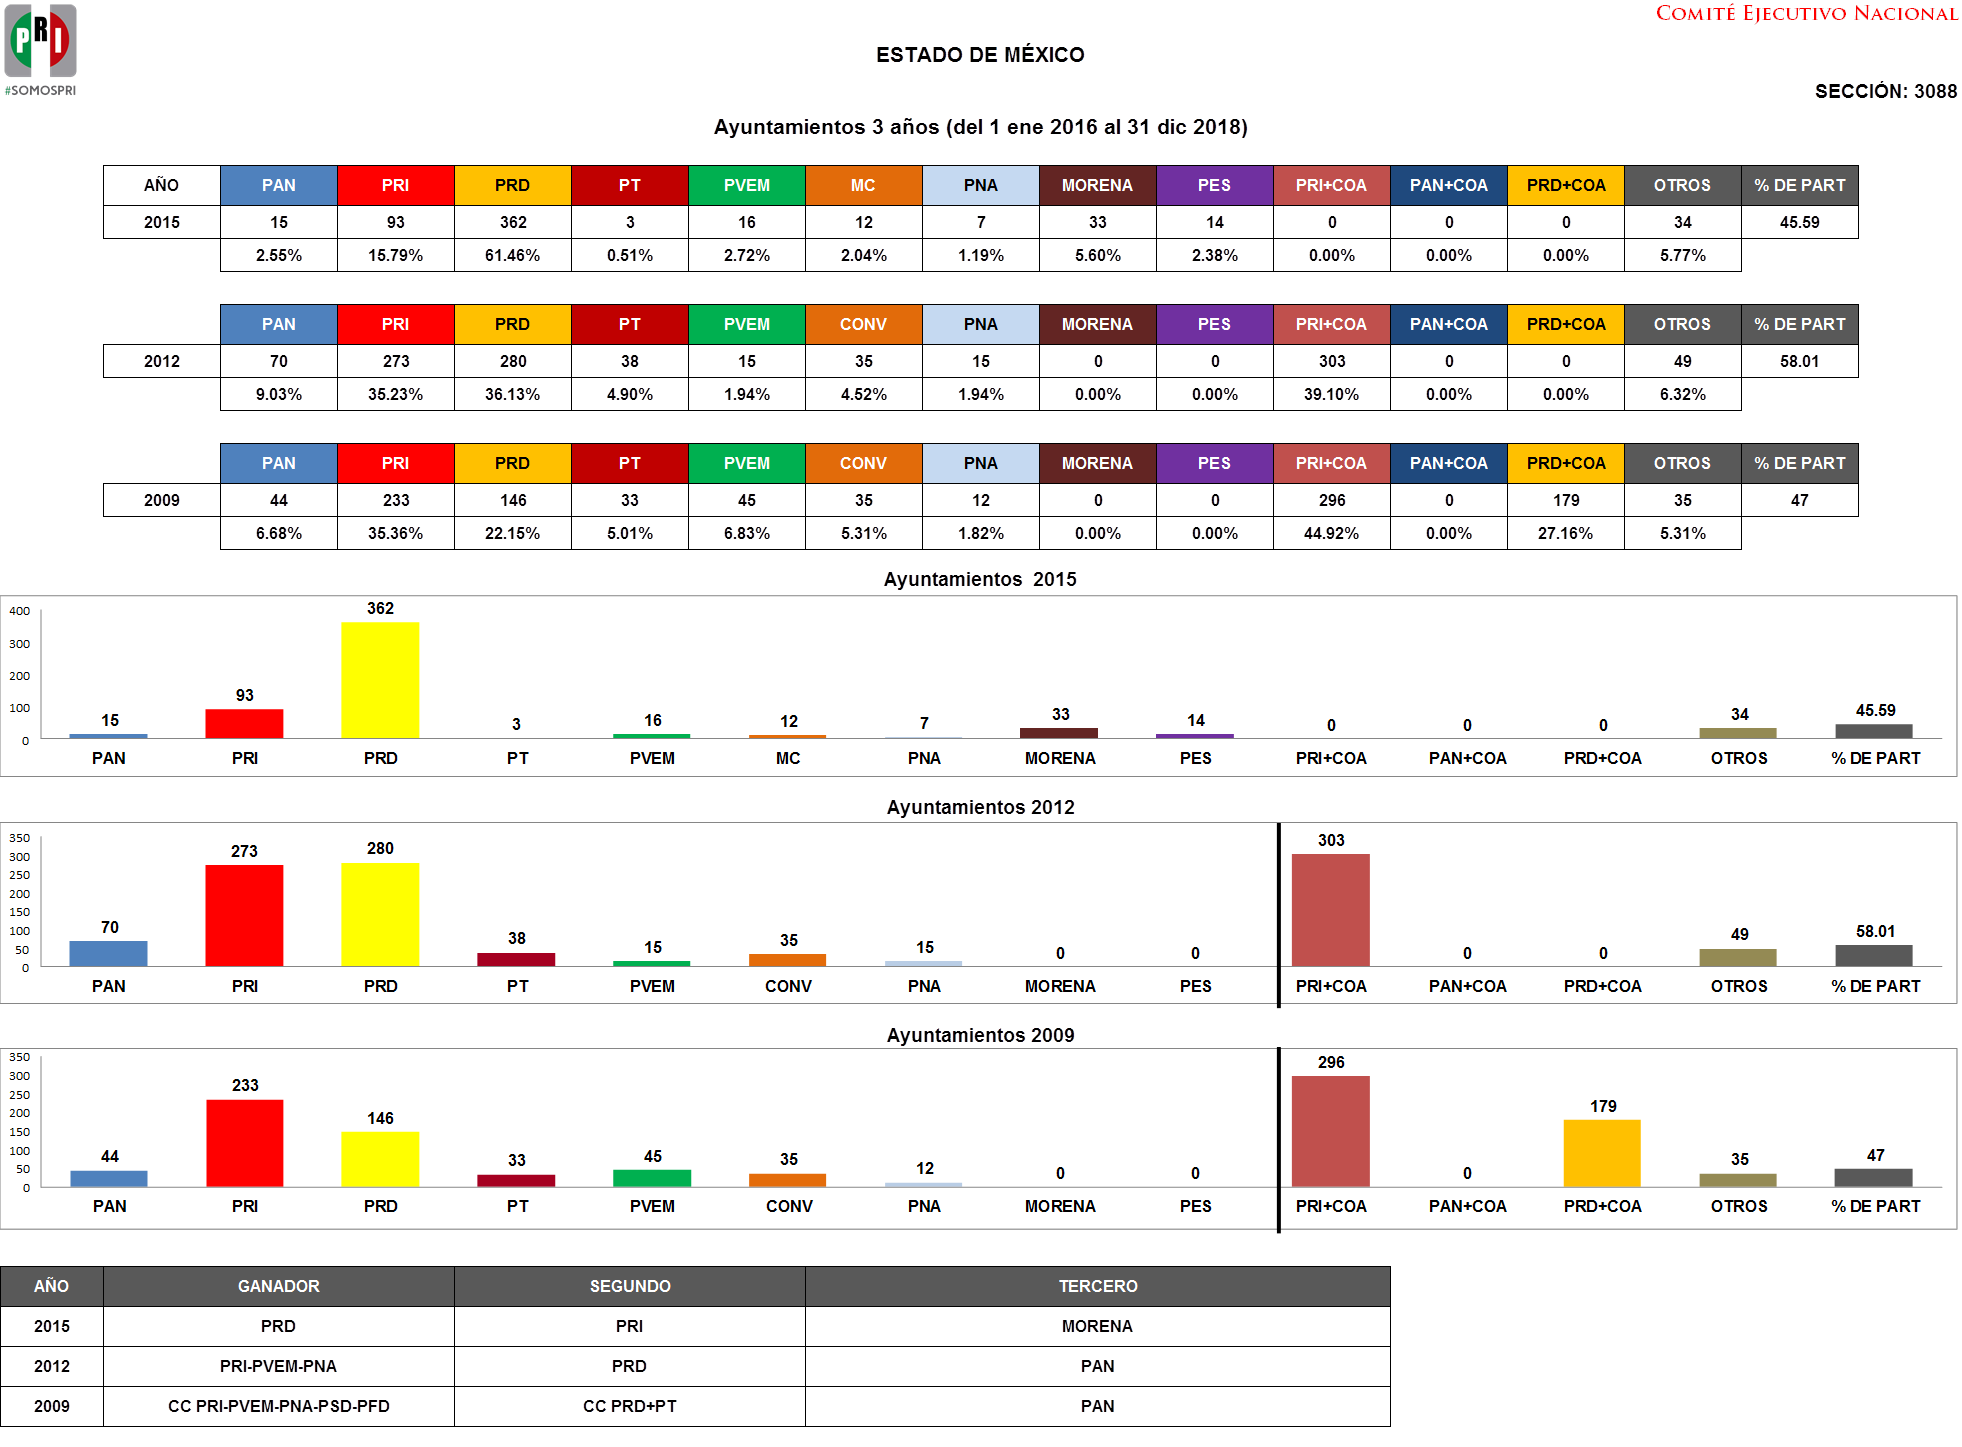 PRI
#SOMOSPRI
COMITÉ EJECUTIVO NACIONAL
ESTADO DE MÉXICO
SECCIÓN: 3088
Ayuntamientos 3 años (del 1 ene 2016 al 31 dic 2018)
AÑO PAN PRI PRD PT PVEM MC PNA MORENA PES PRI+COA PAN+COA PRD+COA OTROS % DE PART
2015 15 93 362 3 16 12 7 33 14 0 0 0 34 45.59
2.55% 15.79% 61.46% 0.51% 2.72% 2.04% 1.19% 5.60% 2.38% 0.00% 0.00% 0.00% 5.77%
PAN PRI PRD PT PVEM CONV PNA MORENA PES PRI+COA PAN+COA PRD+COA OTROS % DE PART
2012 70 273 280 38 15 35 15 0 0 303 0 0 49 58.01
9.03% 35.23% 36.13% 4.90% 1.94% 4.52% 1.94% 0.00% 0.00% 39.10% 0.00% 0.00% 6.32%
PAN PRI PRD PT PVEM CONV PNA MORENA PES PRI+COA PAN+COA PRD+COA OTROS % DE PART
2009 44 233 146 33 45 35 12 0 0 296 0 179 35 47
6.68% 35.36% 22.15% 5.01% 6.83% 5.31% 1.82% 0.00% 0.00% 44.92% 0.00% 27.16% 5.31%
Ayuntamientos 2015
400
300
200
100
0
15 93 362 3 16 12 7 33 14 0 0 0 34 45.59
PAN PRI PRD PT PVEM MC PNA MORENA PES PRI+COA PAN+COA PRD+COA OTROS % DE PART
Ayuntamientos 2012
350
300
250
200
150
100
50
0
70 273 280 38 15 35 15 0 0 303 0 0 49 58.01
PAN PRI PRD PT PVEM CONV PNA MORENA PES PRI+COA PAN+COA PRD+COA OTROS % DE PART
Ayuntamientos 2009
350
300
250
200
150
100
50
0
44 233 146 33 45 35 12 0 0 296 0 179 35 47
PAN PRI PRD PT PVEM CONV PNA MORENA PES PRI+COA PAN+COA PRD+COA OTROS % DE PART
AÑO GANADOR SEGUNDO TERCERO
2015 PRD PRI MORENA
2012 PRI-PVEM-PNA PRD PAN
2009 CC PRI-PVEM-PNA-PSD-PFD CC PRD+PT PAN